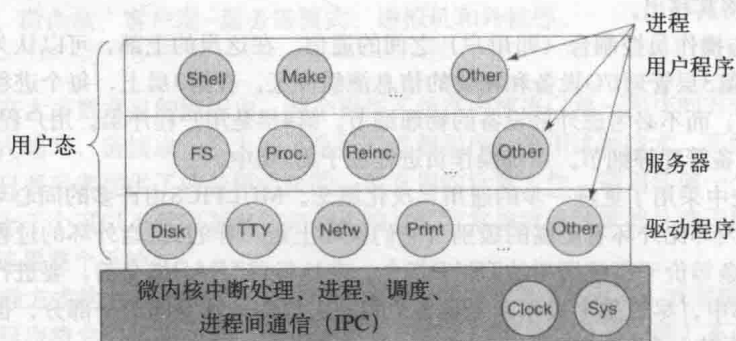 进程
Shell Make ... Other 用户程序
用户态
FS Proc. Reinc. ... Other 服务器
Disk TTY Netw Print ... Other 驱动程序
微内核中断处理、进程、调度、
进程间通信（IPC）
Clock Sys